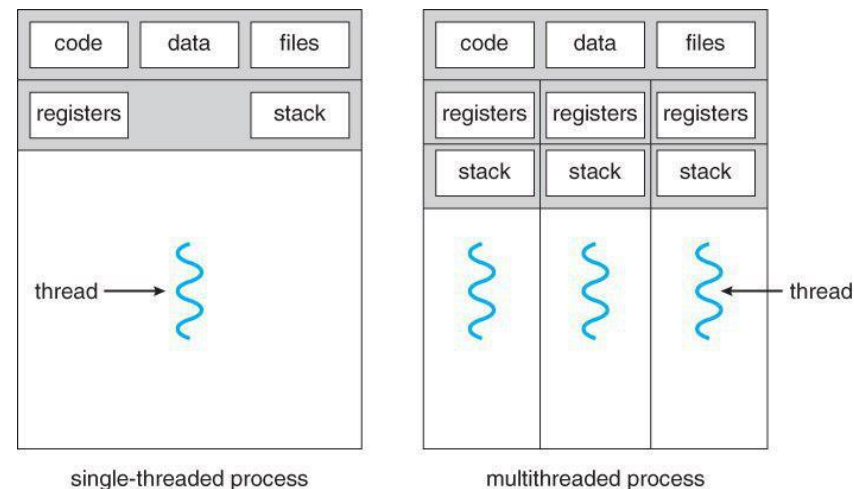 code data files
registers stack
thread
single-threaded process
code data files
registers registers registers
stack stack stack
thread
multithreaded process